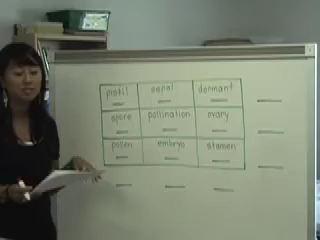 pistil sepal dormant
spore pollination ovary
pollen embryo stamen